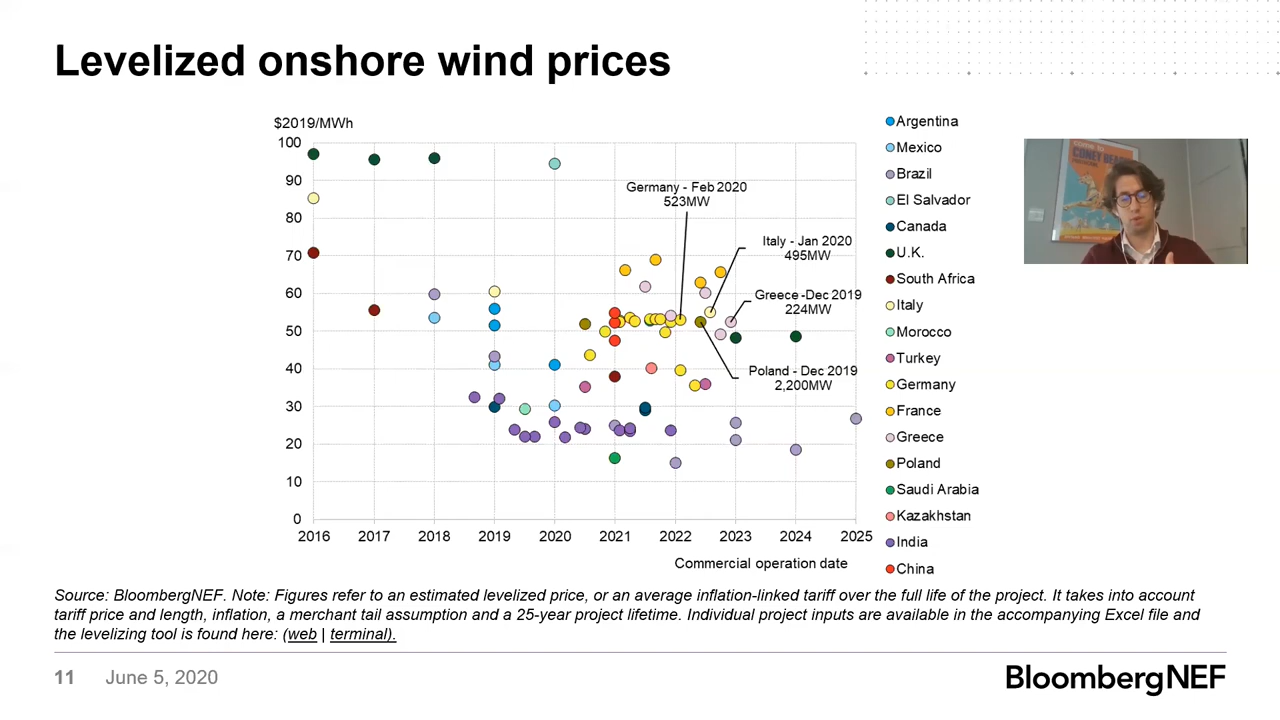 Levelized onshore wind prices
$2019/MWh
100
90
80
70
60
50
40
30
20
10
0
2016 2017 2018 2019 2020 2021 2022 2023 2024 2025
Commercial operation date
Germany - Feb 2020
523MW
Italy - Jan 2020
495MW
Greece -Dec 2019
224MW
Poland - Dec 2019
2,200MW
Argentina
Mexico
Brazil
El Salvador
Canada
U.K.
South Africa
Italy
Morocco
Turkey
Germany
France
Greece
Poland
Saudi Arabia
Kazakhstan
India
China
Source: BloombergNEF. Note: Figures refer to an estimated levelized price, or an average inflation-linked tariff over the full life of the project. It takes into account
tariff price and length, inflation, a merchant tail assumption and a 25-year project lifetime. Individual project inputs are available in the accompanying Excel file and
the levelizing tool is found here: (web | terminal).
11 June 5, 2020
BloombergNEF